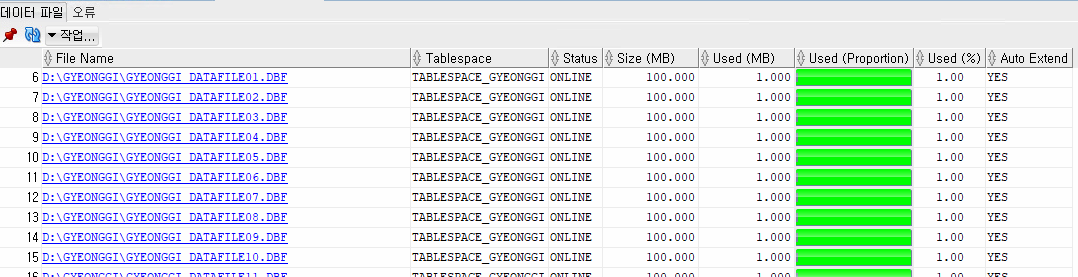 데이터 파일 오류
작업...
File Name Tablespace Status Size (MB) Used (MB) Used (Proportion) Used (%) Auto Extend
6 D:\GYEONGGI\GYEONGGI_DATAFILE01.DBF TABLESPACE_GYEONGGI ONLINE 100.000 1.000 1.00 YES
7 D:\GYEONGGI\GYEONGGI_DATAFILE02.DBF TABLESPACE_GYEONGGI ONLINE 100.000 1.000 1.00 YES
8 D:\GYEONGGI\GYEONGGI_DATAFILE03.DBF TABLESPACE_GYEONGGI ONLINE 100.000 1.000 1.00 YES
9 D:\GYEONGGI\GYEONGGI_DATAFILE04.DBF TABLESPACE_GYEONGGI ONLINE 100.000 1.000 1.00 YES
10 D:\GYEONGGI\GYEONGGI_DATAFILE05.DBF TABLESPACE_GYEONGGI ONLINE 100.000 1.000 1.00 YES
11 D:\GYEONGGI\GYEONGGI_DATAFILE06.DBF TABLESPACE_GYEONGGI ONLINE 100.000 1.000 1.00 YES
12 D:\GYEONGGI\GYEONGGI_DATAFILE07.DBF TABLESPACE_GYEONGGI ONLINE 100.000 1.000 1.00 YES
13 D:\GYEONGGI\GYEONGGI_DATAFILE08.DBF TABLESPACE_GYEONGGI ONLINE 100.000 1.000 1.00 YES
14 D:\GYEONGGI\GYEONGGI_DATAFILE09.DBF TABLESPACE_GYEONGGI ONLINE 100.000 1.000 1.00 YES
15 D:\GYEONGGI\GYEONGGI_DATAFILE10.DBF TABLESPACE_GYEONGGI ONLINE 100.000 1.000 1.00 YES